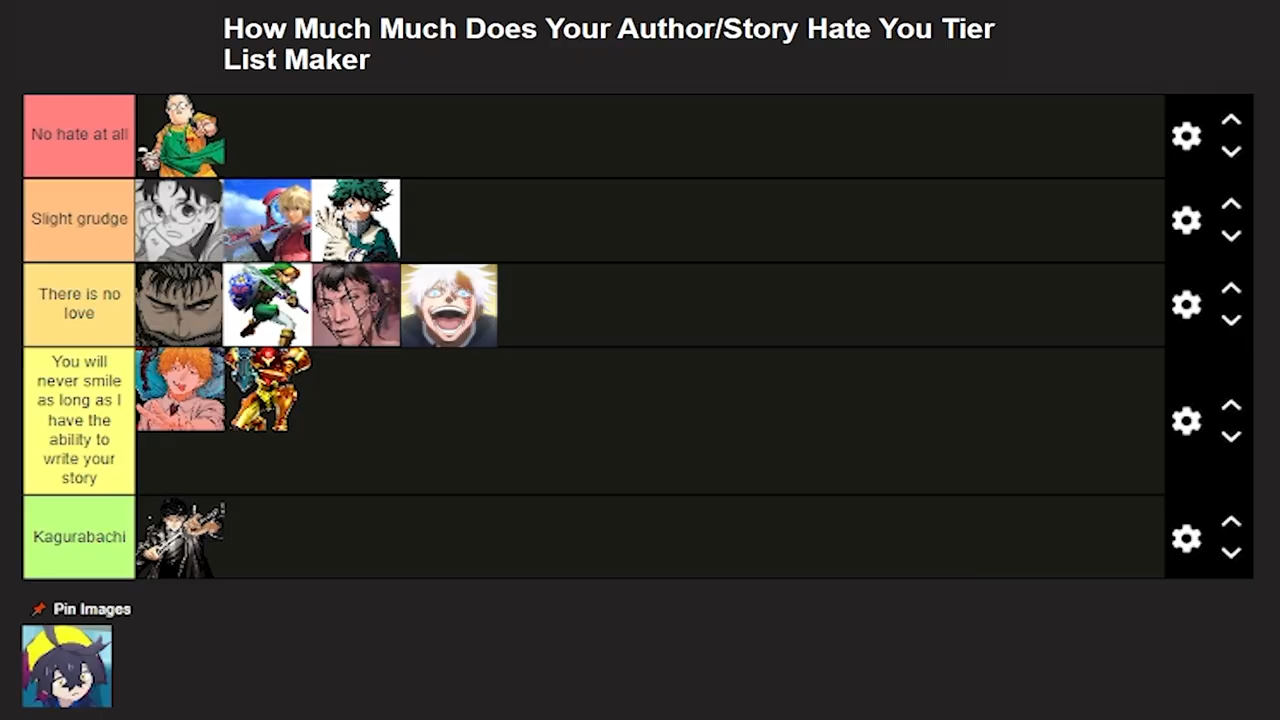 How Much Much Does Your Author/Story Hate You Tier
List Maker
No hate at all
Slight grudge
There is no
love
You will
never smile
as long as I
have the
ability to
write your
story
Kagurabachi
Pin Images